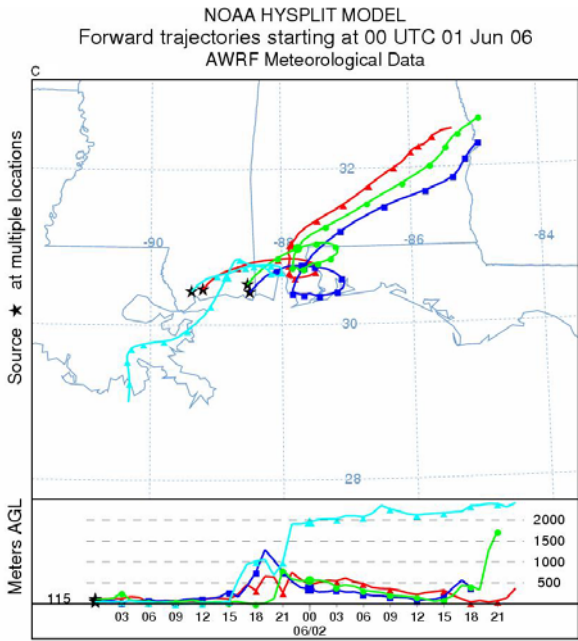 NOAA HYSPLIT MODEL
Forward trajectories starting at 00 UTC 01 Jun 06
AWRF Meteorological Data
C
Source ★ at multiple locations
32
-90
-88
-86
-84
30
28
Meters AGL
2000
1500
1000
500
115
03 06 09 12 15 18 21 00 03 06 09 12 15 18 21
06/02